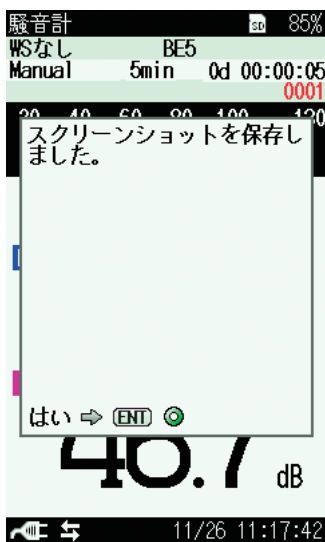 騒音計 SD 85%
WSなし BE5
Manual 5min 0d 00:00:05
0001
スクリーンショットを保存し
ました。
はい ⇨ ENT
dB
11/26 11:17:42